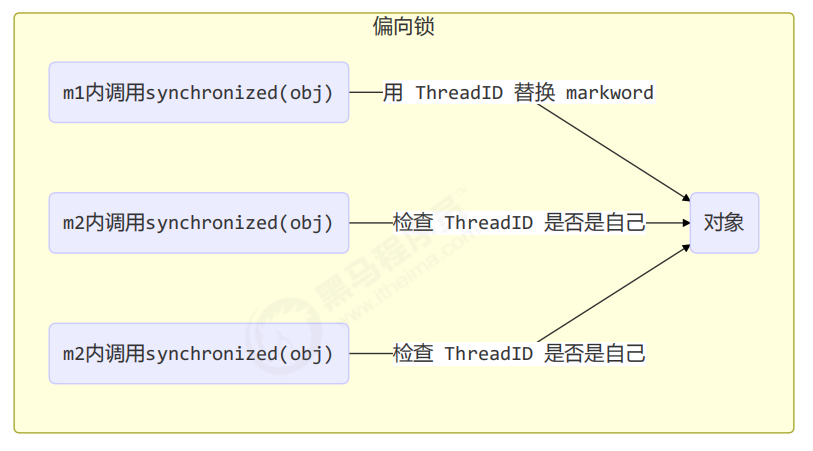 偏向锁
m1内调用synchronized(obj)
用 ThreadID 替换 markword
m2内调用synchronized(obj)
检查 ThreadID 是否是自己
对象
m2内调用synchronized(obj)
检查 ThreadID 是否是自己
黑马程序员™
www.itheima.com